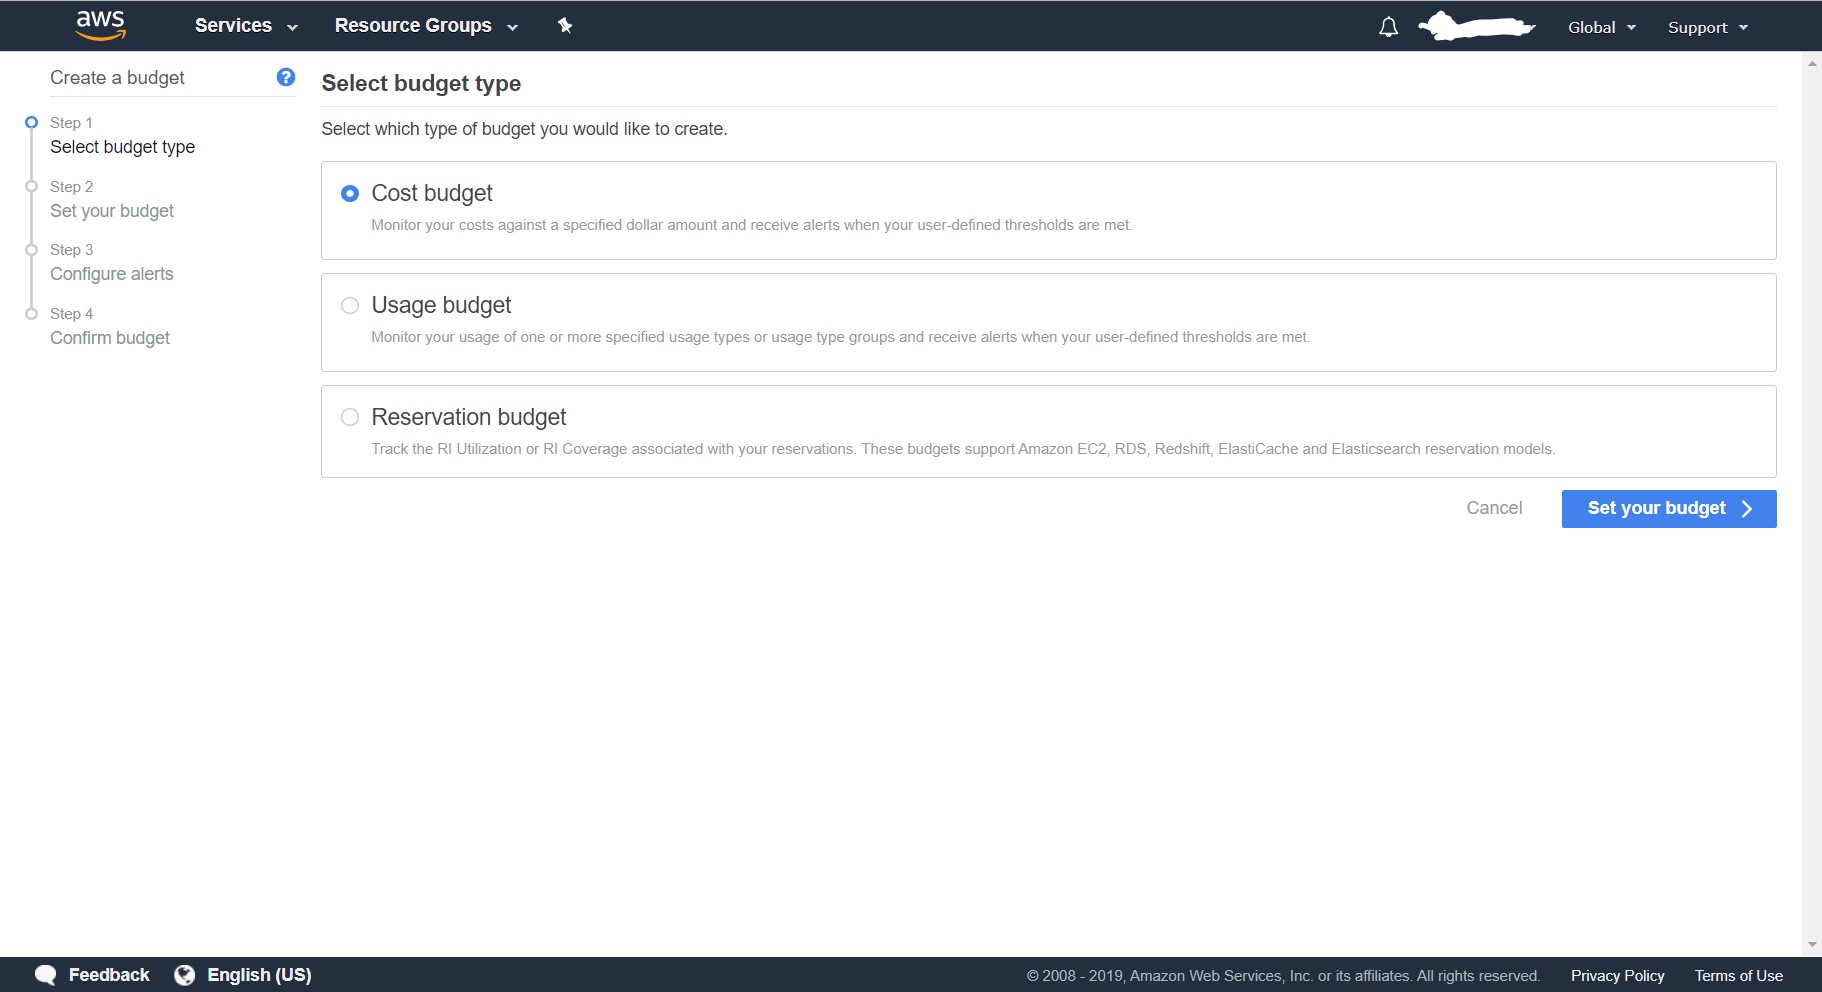 aws Services Resource Groups Global Support
Create a budget ?
Step 1
Select budget type
Step 2
Set your budget
Step 3
Configure alerts
Step 4
Confirm budget
Select budget type
Select which type of budget you would like to create.
Cost budget
Monitor your costs against a specified dollar amount and receive alerts when your user-defined thresholds are met.
Usage budget
Monitor your usage of one or more specified usage types or usage type groups and receive alerts when your user-defined thresholds are met.
Reservation budget
Track the RI Utilization or RI Coverage associated with your reservations. These budgets support Amazon EC2, RDS, Redshift, ElastiCache and Elasticsearch reservation models.
Cancel Set your budget
Feedback English (US) © 2008 - 2019, Amazon Web Services, Inc. or its affiliates. All rights reserved. Privacy Policy Terms of Use